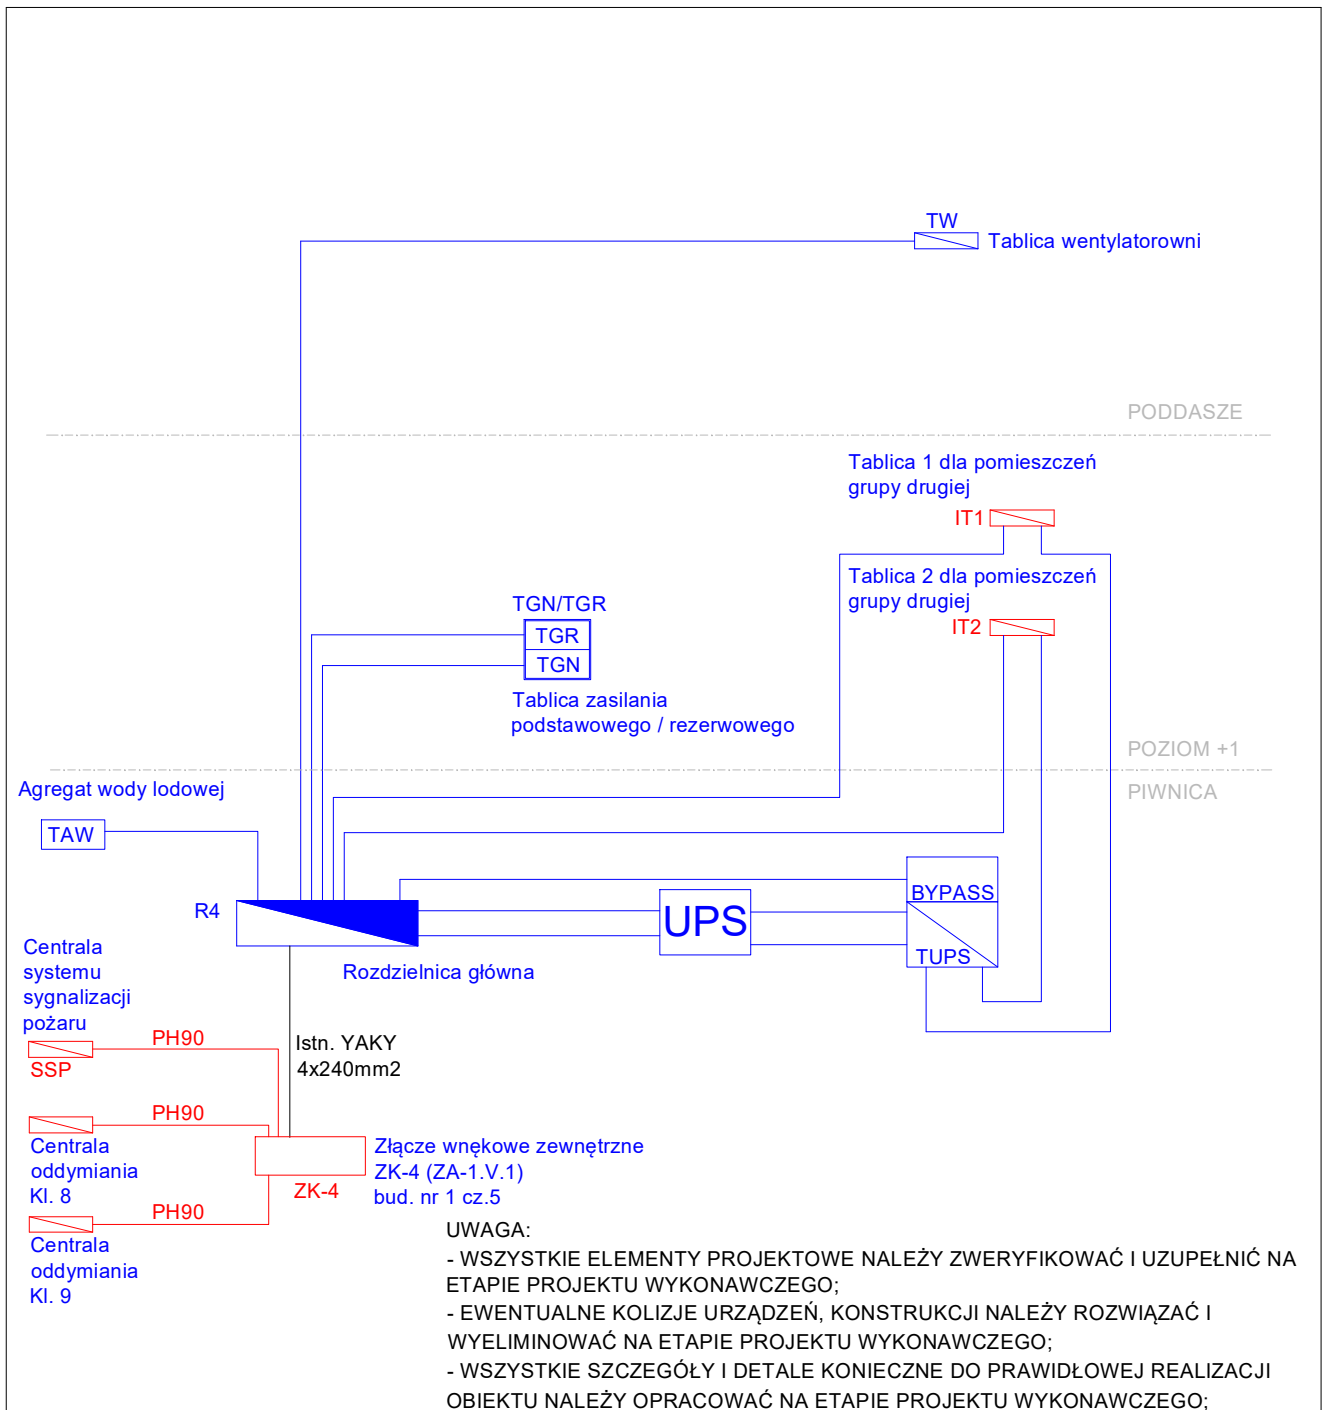 TW
Tablica wentylatorowni
PODDASZE
Tablica 1 dla pomieszczeń
grupy drugiej
IT1
Tablica 2 dla pomieszczeń
grupy drugiej
IT2
TGN/TGR
TGR
TGN
Tablica zasilania
podstawowego / rezerwowego
POZIOM +1
PIWNICA
Agregat wody lodowej
TAW
R4
Rozdzielnica główna
UPS
BYPASS
TUPS
Centrala
systemu
sygnalizacji
pożaru
PH90
SSP
Istn. YAKY
4x240mm2
PH90
Centrala
oddymiania
Kl. 8
ZK-4
Złącze wnękowe zewnętrzne
ZK-4 (ZA-1.V.1)
bud. nr 1 cz.5
PH90
Centrala
oddymiania
Kl. 9
UWAGA:
- WSZYSTKIE ELEMENTY PROJEKTOWE NALEŻY ZWERYFIKOWAĆ I UZUPEŁNIĆ NA
ETAPIE PROJEKTU WYKONAWCZEGO;
- EWENTUALNE KOLIZJE URZĄDZEŃ, KONSTRUKCJI NALEŻY ROZWIĄZAĆ I
WYELIMINOWAĆ NA ETAPIE PROJEKTU WYKONAWCZEGO;
- WSZYSTKIE SZCZEGÓŁY I DETALE KONIECZNE DO PRAWIDŁOWEJ REALIZACJI
OBIEKTU NALEŻY OPRACOWAĆ NA ETAPIE PROJEKTU WYKONAWCZEGO;